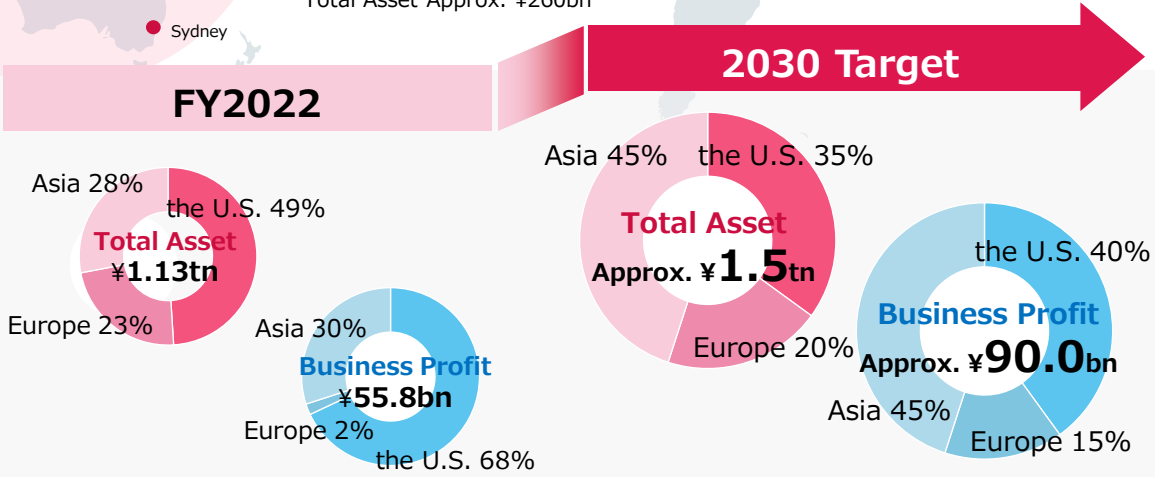 Total Asset Approx. ¥260bn
Sydney
FY2022
2030 Target
Asia 28%
the U.S. 49%
Total Asset
¥1.13tn
Europe 23%
Asia 30%
Business Profit
¥55.8bn
Europe 2%
the U.S. 68%
Asia 45%
the U.S. 35%
Total Asset
Approx. ¥1.5tn
Europe 20%
the U.S. 40%
Business Profit
Approx. ¥90.0bn
Asia 45%
Europe 15%